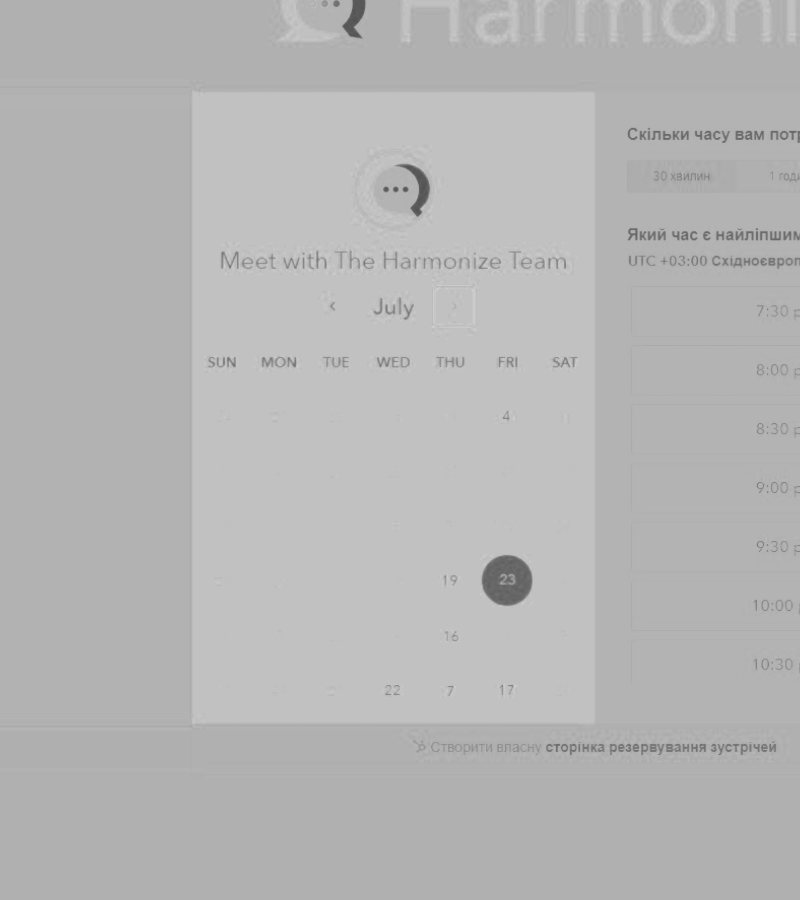 Harmoni
Meet with The Harmonize Team
July
SUN MON TUE WED THU FRI SAT
4
19 23
16
22 7 17
Скільки часу вам потр
30 хвилин 1 годи
Який час є найліпшим
UTC +03:00 Східноєвроп
7:30 p
8:00 p
8:30 p
9:00 p
9:30 p
10:00 p
10:30 p
Створити власну сторінка резервування зустрічей